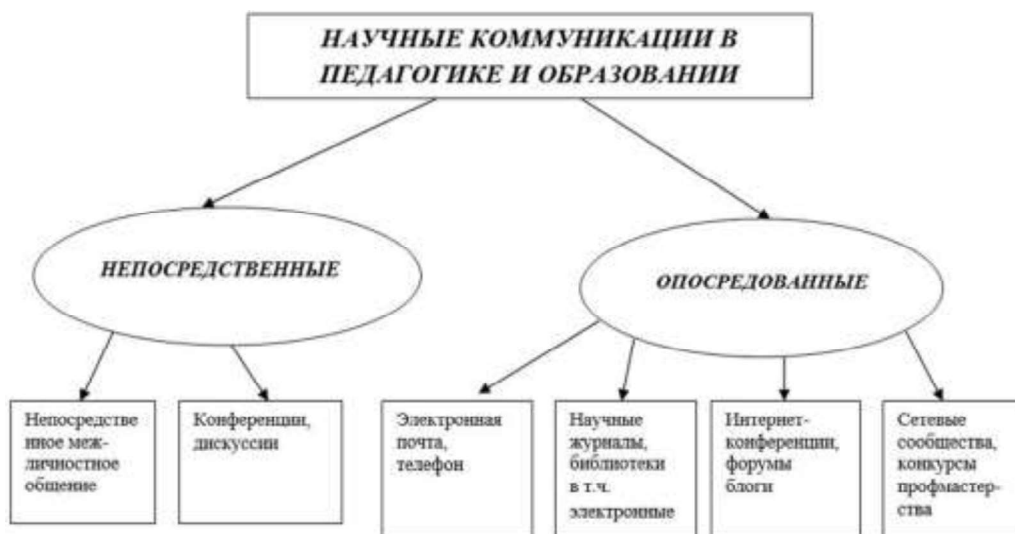 НАУЧНЫЕ КОММУНИКАЦИИ В
ПЕДАГОГИКЕ И ОБРАЗОВАНИИ
НЕПОСРЕДСТВЕННЫЕ
ОПОСРЕДОВАННЫЕ
Непосредстве
нное меж-
личностное
общение
Конференции,
дискуссии
Электронная
почта,
телефон
Научные
журналы,
библиотеки
в т.ч.
электронные
Интернет-
конференции,
форумы
блоги
Сетевые
сообщества,
конкурсы
профмастер-
ства